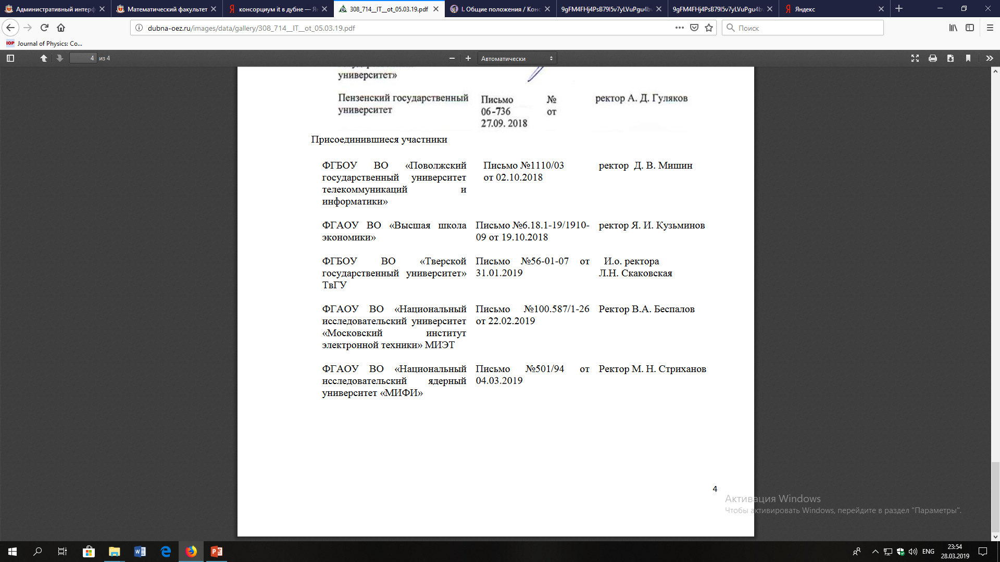 Административный интерф
Математический факультет
консорциум it в дубне — Ян
308_714__IT__ot_05.03.19.pdf
I. Общие положения / Конс
9gFM4FHj4PsB79I5v7yLVuPgu4bv
9gFM4FHj4PsB79I5v7yLVuPgu4bv
Яндекс
dubna-oez.ru/images/data/gallery/308_714__IT__ot_05.03.19.pdf
Поиск
IOP Journal of Physics: Co...
4 из 4
Автоматически
университет»
Пензенский государственный университет
Письмо № 06-736 от 27.09. 2018
ректор А. Д. Гуляков
Присоединившиеся участники
ФГБОУ ВО «Поволжский
государственный университет
телекоммуникаций и
информатики»
Письмо №1110/03
от 02.10.2018
ректор Д. В. Мишин
ФГАОУ ВО «Высшая школа
экономики»
Письмо №6.18.1-19/1910-
09 от 19.10.2018
ректор Я. И. Кузьминов
ФГБОУ ВО «Тверской
государственный университет»
ТвГУ
Письмо №56-01-07 от
31.01.2019
И.о. ректора
Л.Н. Скаковская
ФГАОУ ВО «Национальный
исследовательский университет
«Московский институт
электронной техники» МИЭТ
Письмо №100.587/1-26
от 22.02.2019
Ректор В.А. Беспалов
ФГАОУ ВО «Национальный
исследовательский ядерный
университет «МИФИ»
Письмо №501/94 от
04.03.2019
Ректор М. Н. Стриханов
4
Активация Windows
Чтобы активировать Windows, перейдите в раздел "Параметры".
ENG
23:54
28.03.2019